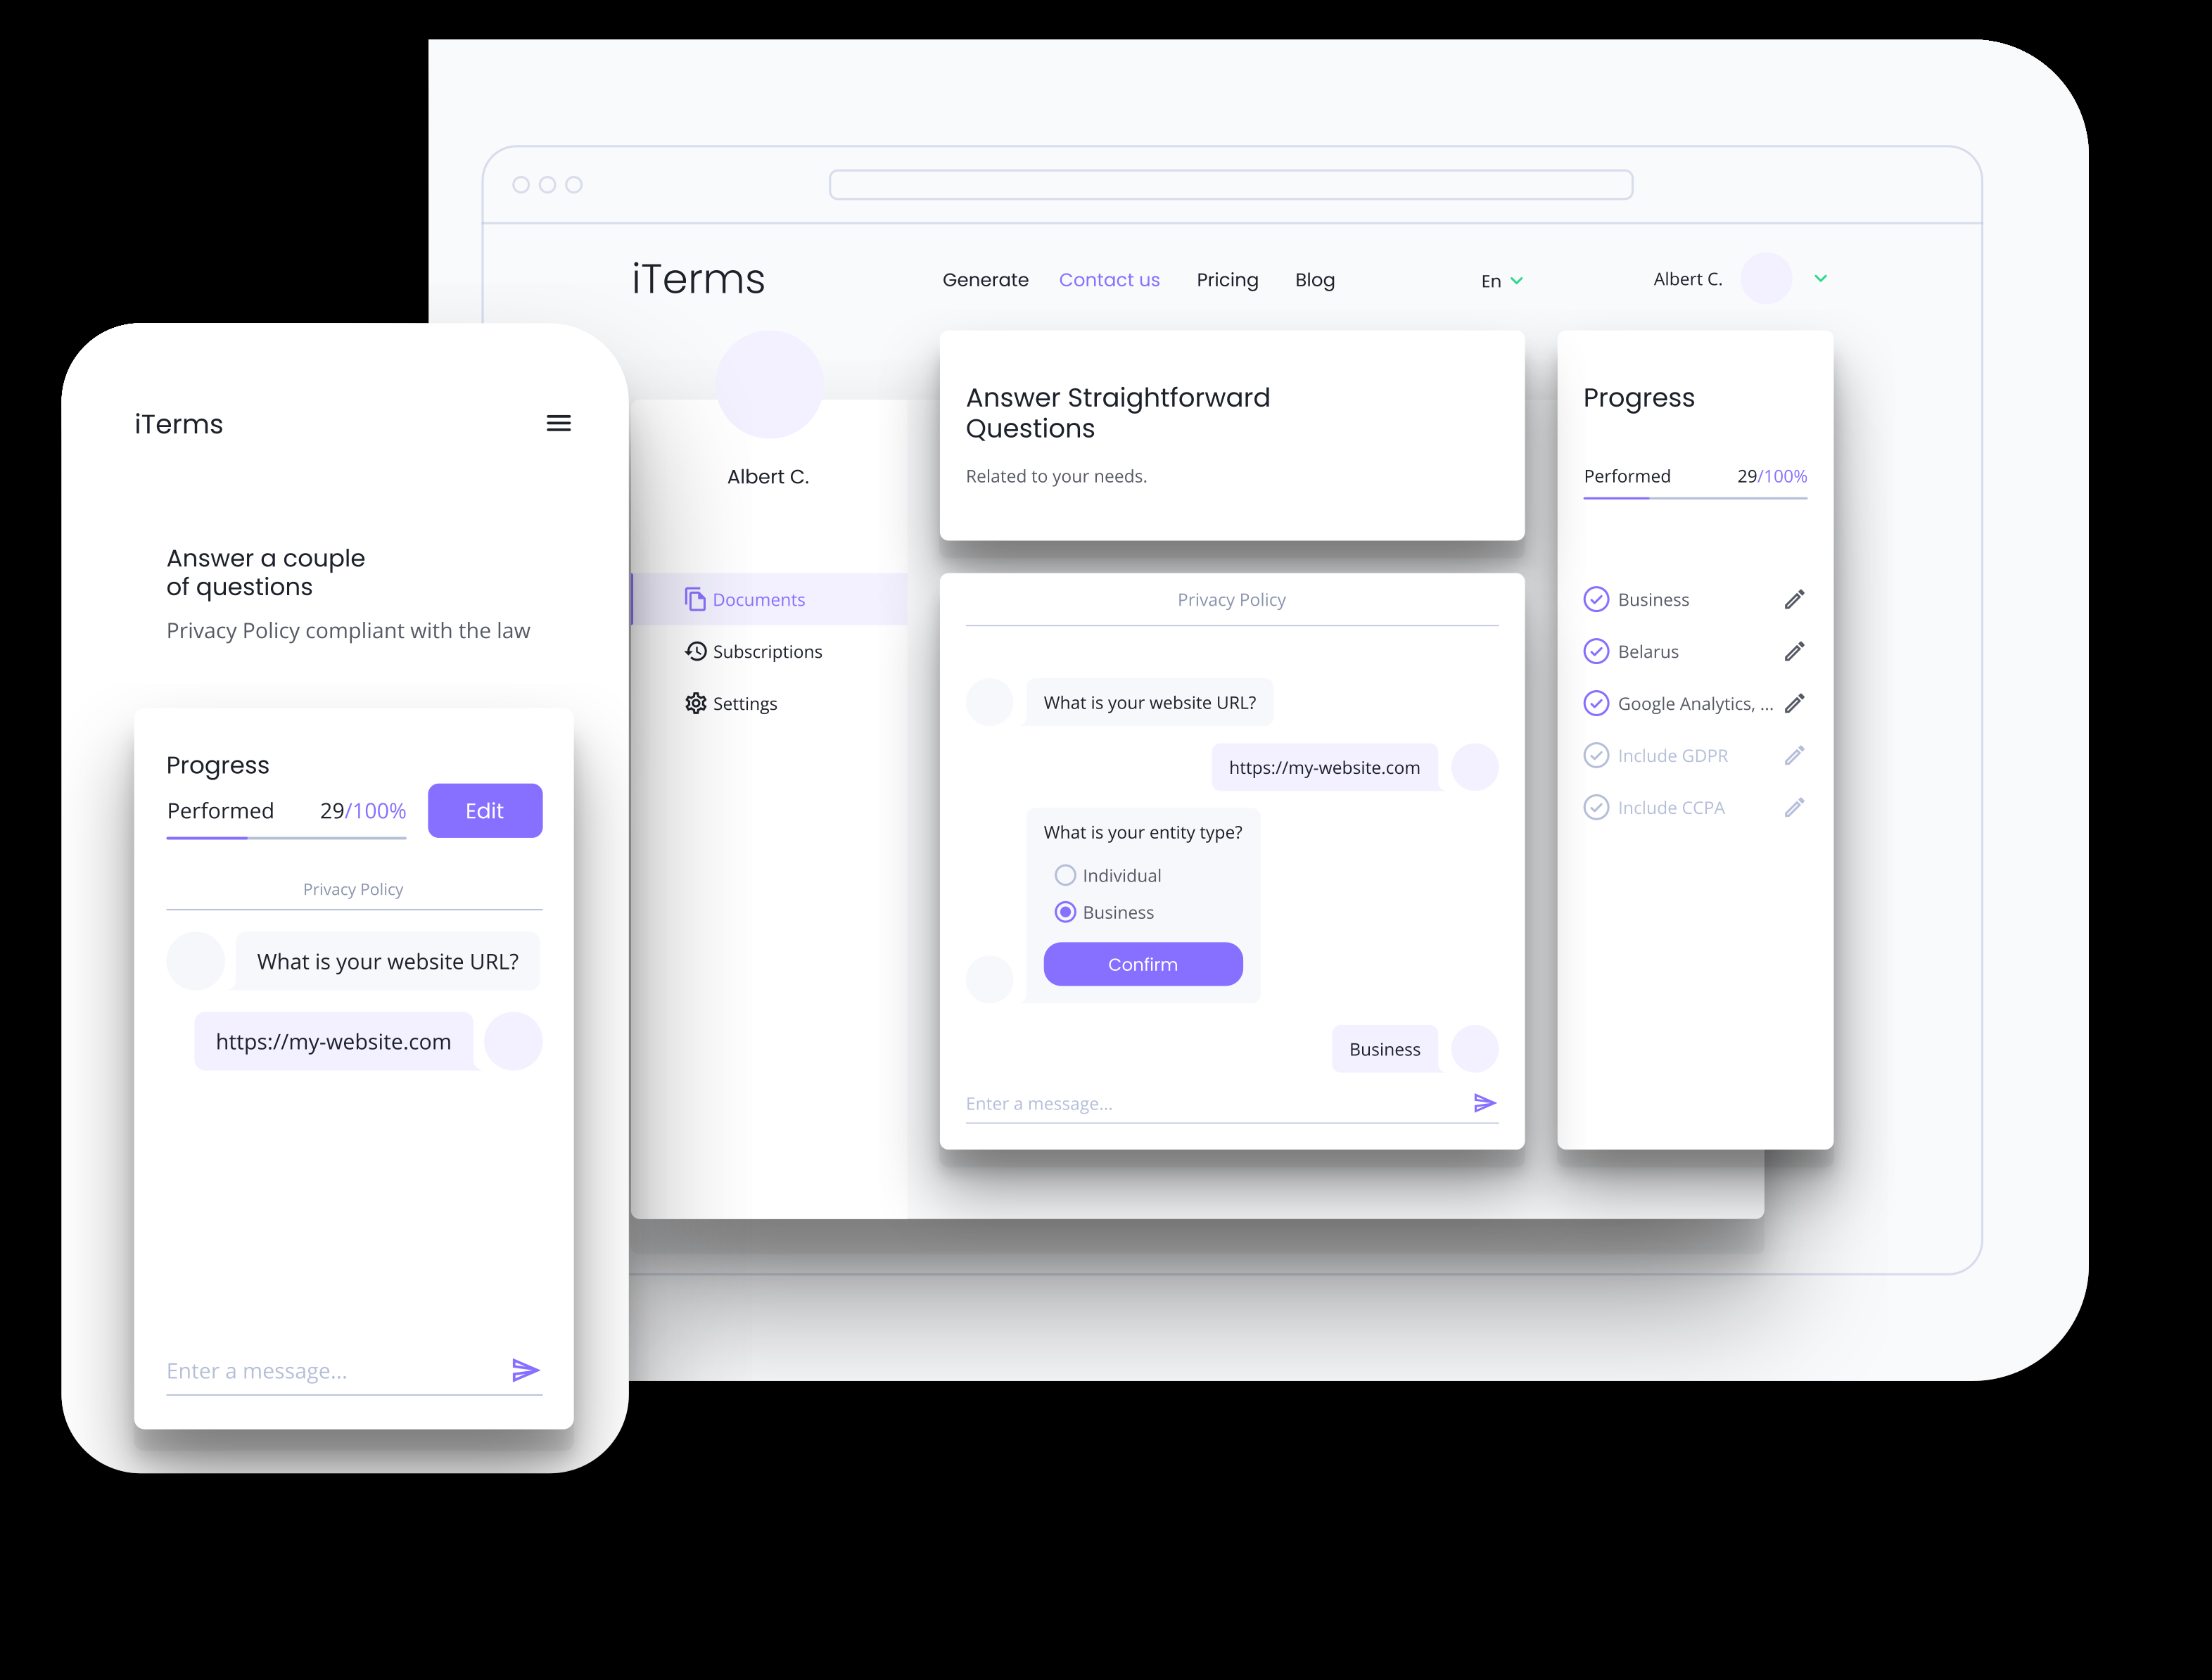 iTerms
Generate
Contact us
Pricing
Blog
En
Albert C.
Albert C.
Documents
Subscriptions
Settings
Answer Straightforward
Questions
Related to your needs.
Privacy Policy
What is your website URL?
https://my-website.com
What is your entity type?
Individual
Business
Confirm
Business
Enter a message...
Progress
Performed 29/100%
Business
Belarus
Google Analytics, ...
Include GDPR
Include CCPA
iTerms
Answer a couple
of questions
Privacy Policy compliant with the law
Progress
Performed 29/100%
Edit
Privacy Policy
What is your website URL?
https://my-website.com
Enter a message...